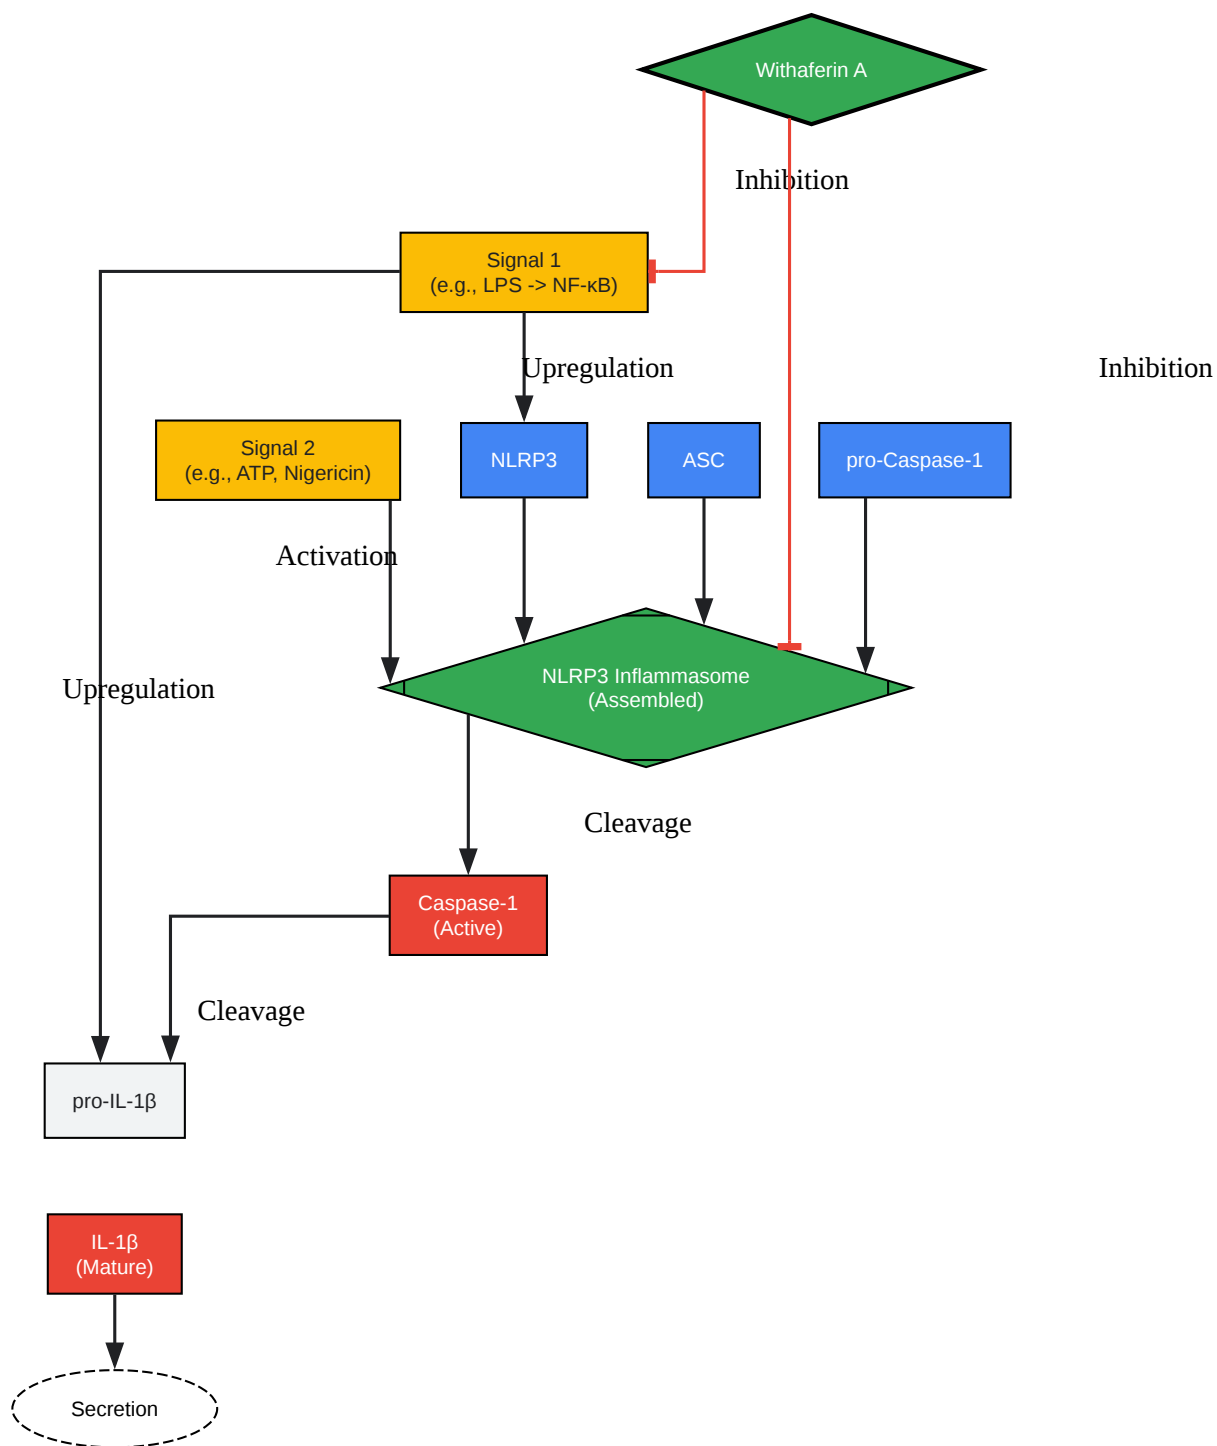 Withaferin A
Inhibition
Signal 1
(e.g., LPS -> NF-κB)
Upregulation
Inhibition
Signal 2
(e.g., ATP, Nigericin)
NLRP3
ASC
pro-Caspase-1
Activation
NLRP3 Inflammasome
(Assembled)
Upregulation
Cleavage
Caspase-1
(Active)
Cleavage
pro-IL-1β
IL-1β
(Mature)
Secretion